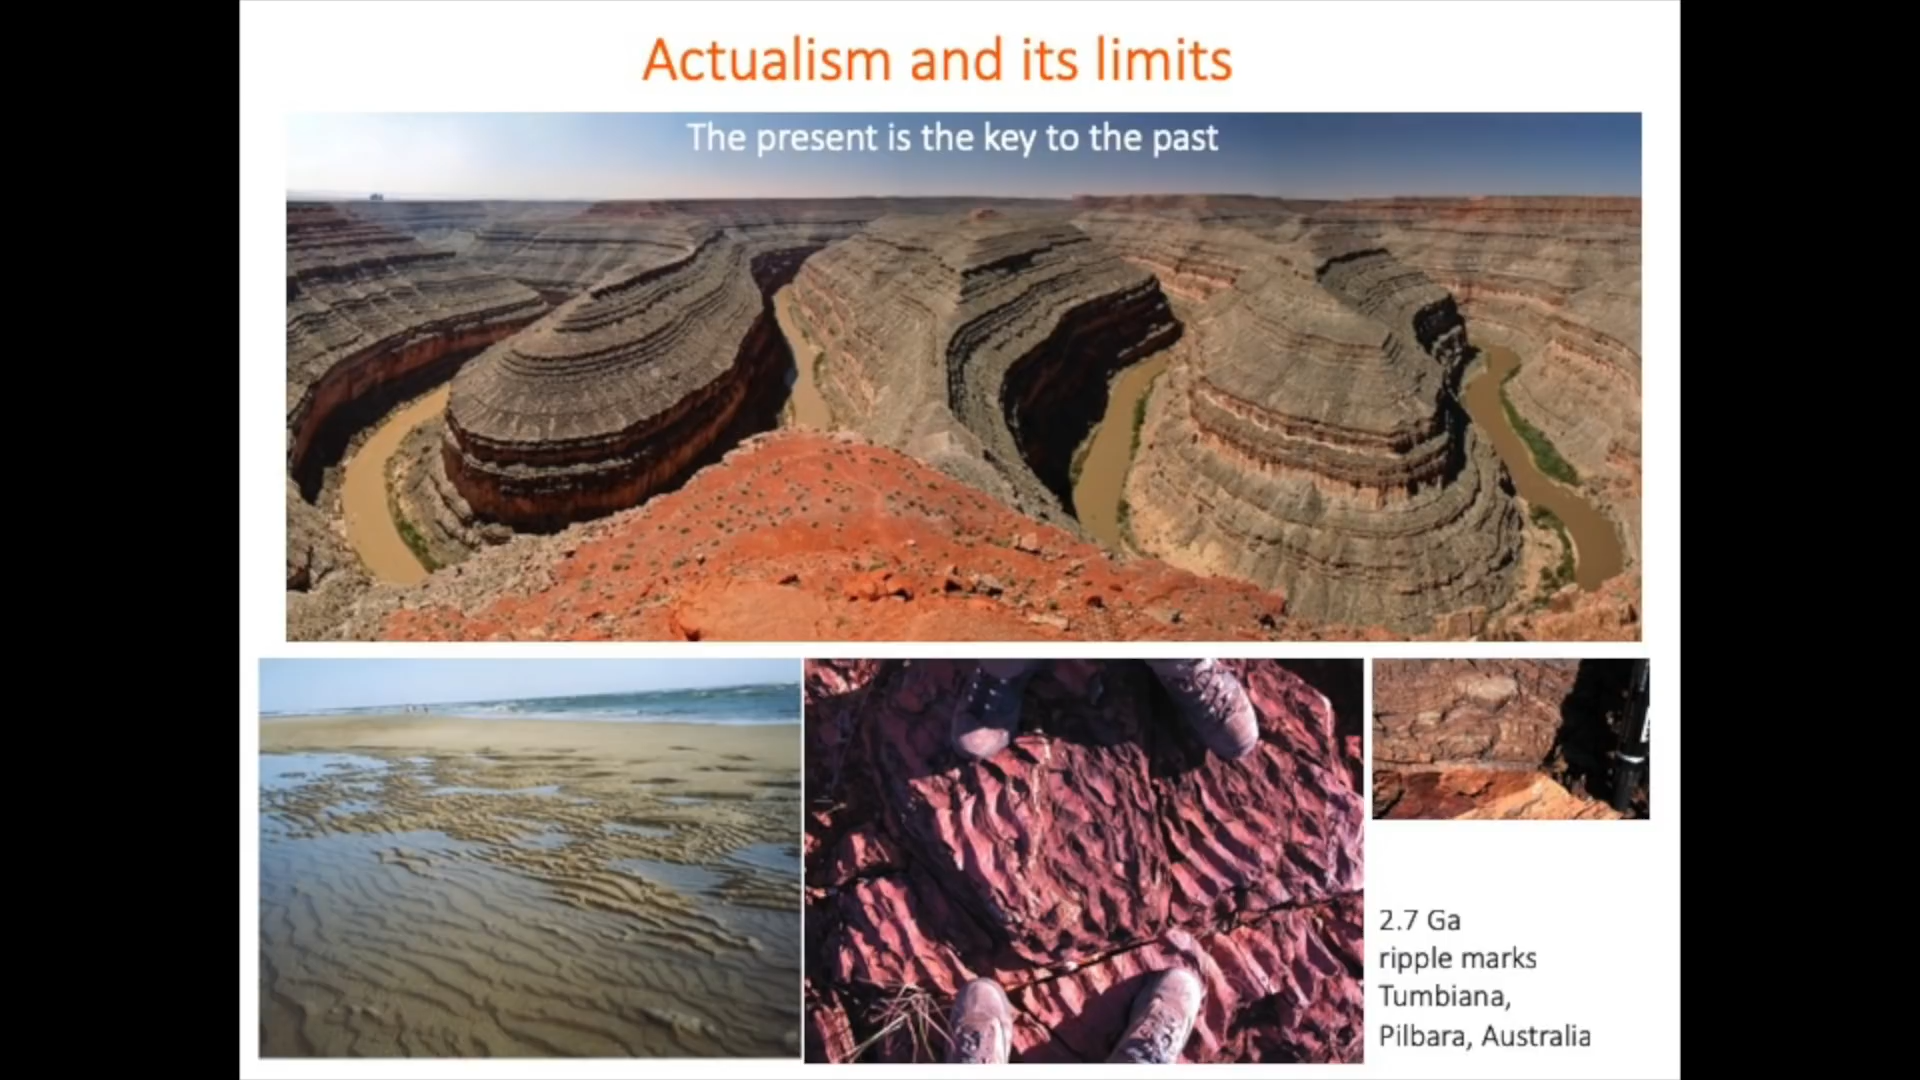 Actualism and its limits
The present is the key to the past
2.7 Ga
ripple marks
Tumbiana,
Pilbara, Australia